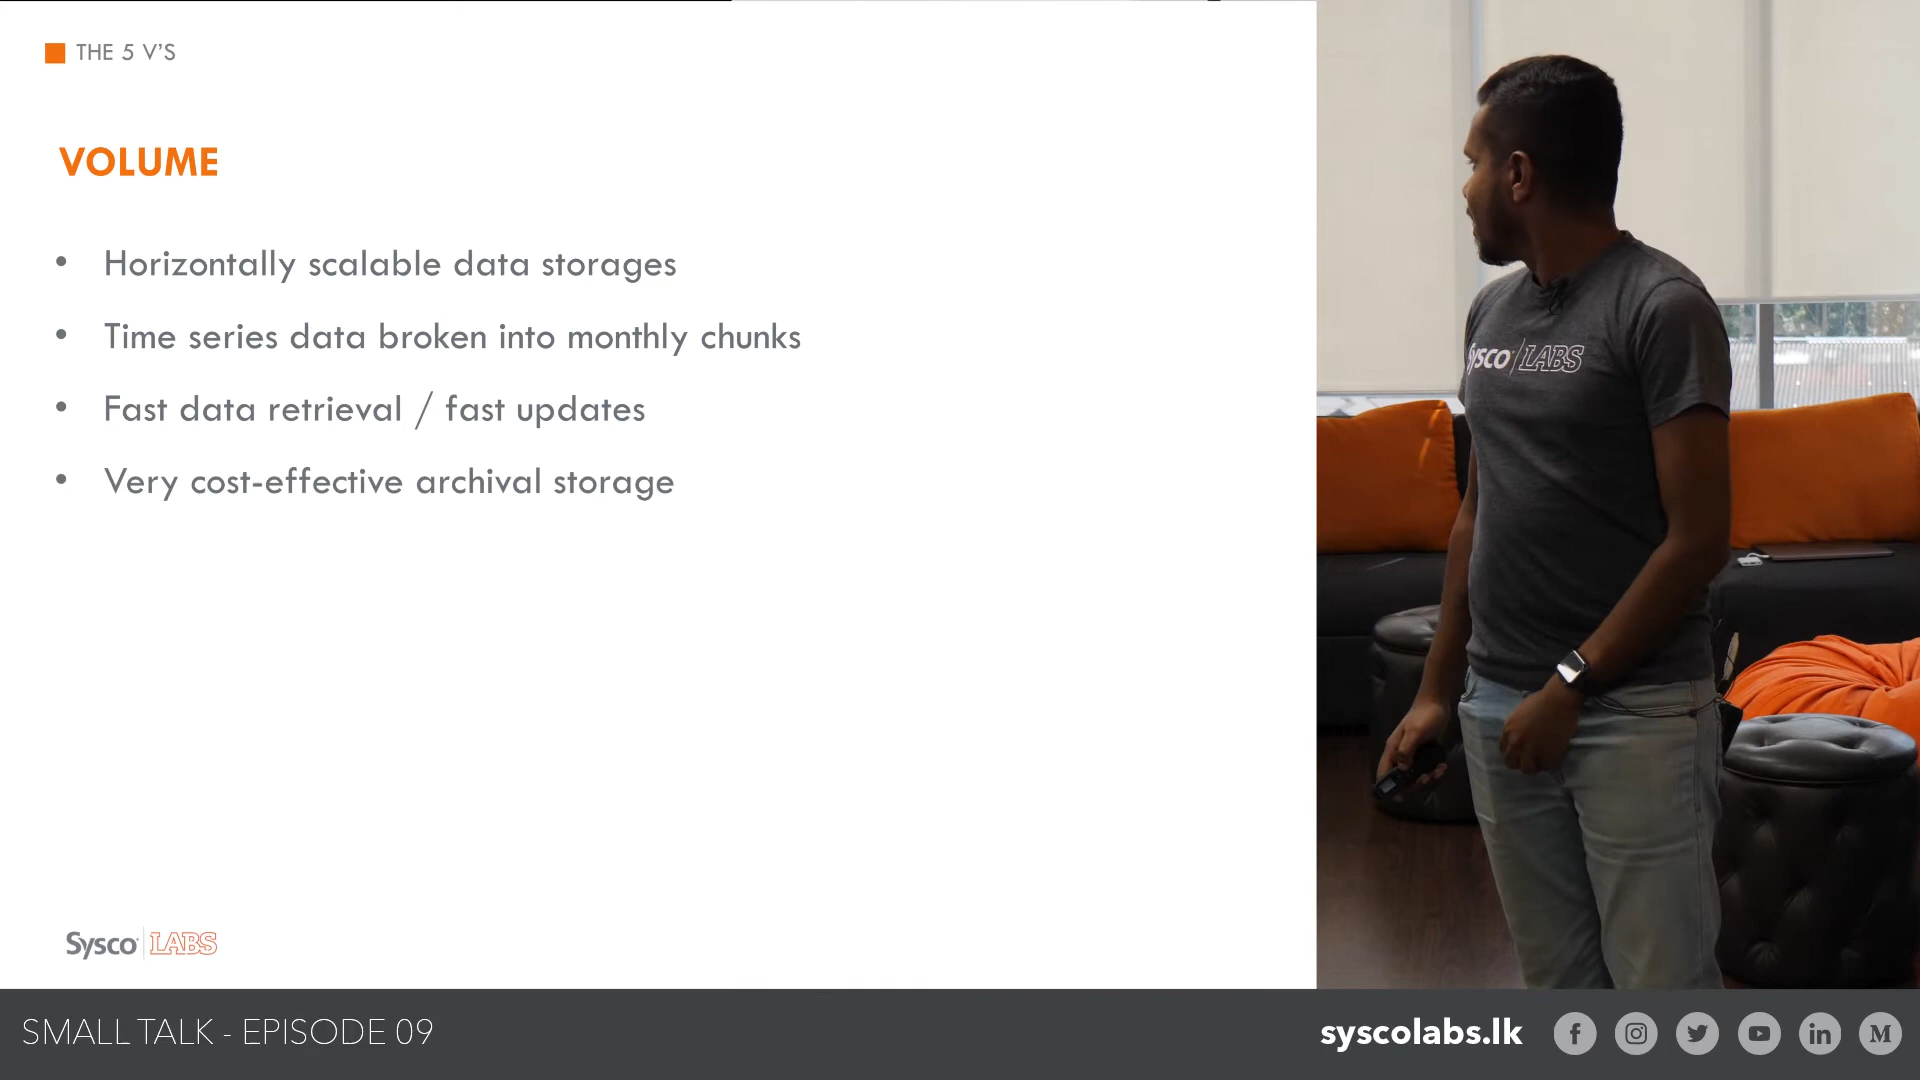 THE 5 V'S
VOLUME
• Horizontally scalable data storages
• Time series data broken into monthly chunks
• Fast data retrieval / fast updates
• Very cost-effective archival storage
Sysco LABS
Sysco LABS
SMALL TALK - EPISODE 09
syscolabs.lk